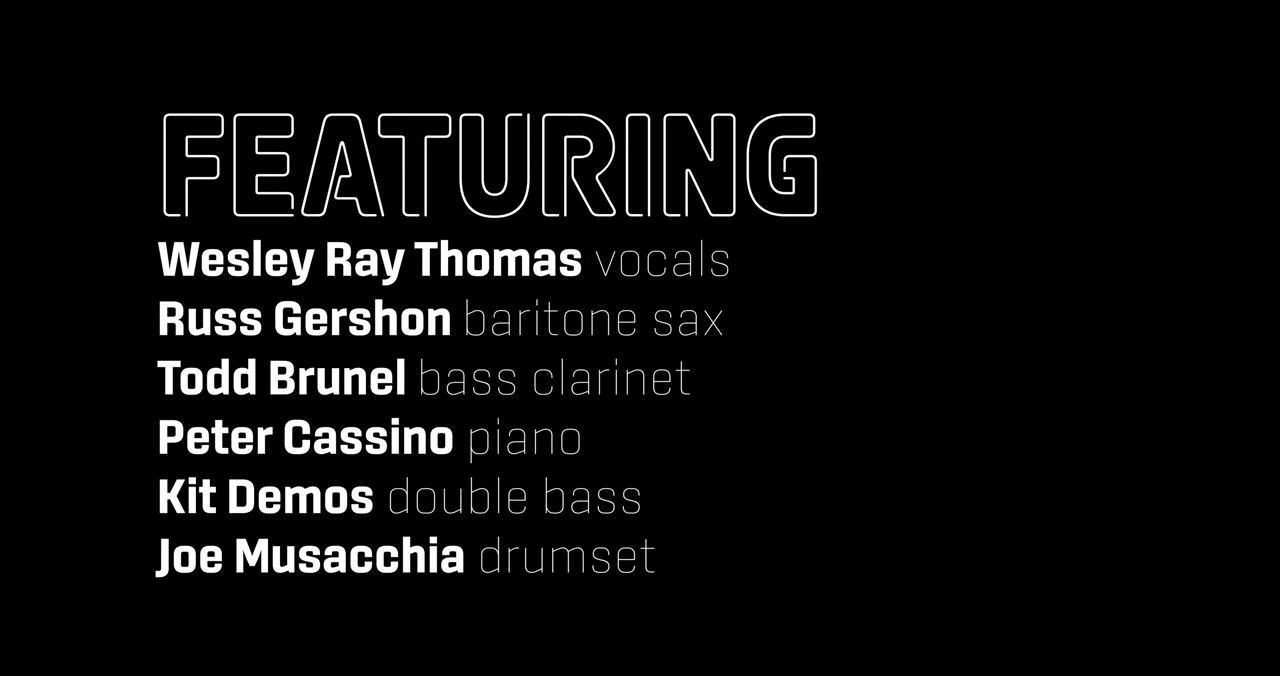 FEATURING
Wesley Ray Thomas vocals
Russ Gershon baritone sax
Todd Brunel bass clarinet
Peter Cassino piano
Kit Demos double bass
Joe Musacchia drumset